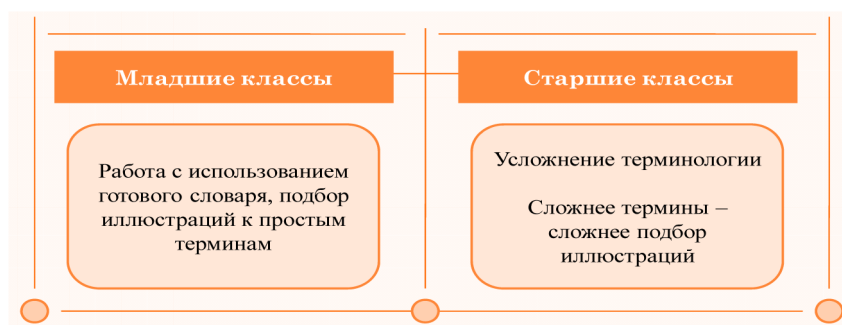 Младшие классы
Старшие классы
Работа с использованием
готового словаря, подбор
иллюстраций к простым
терминам
Усложнение терминологии
Сложнее термины –
сложнее подбор
иллюстраций